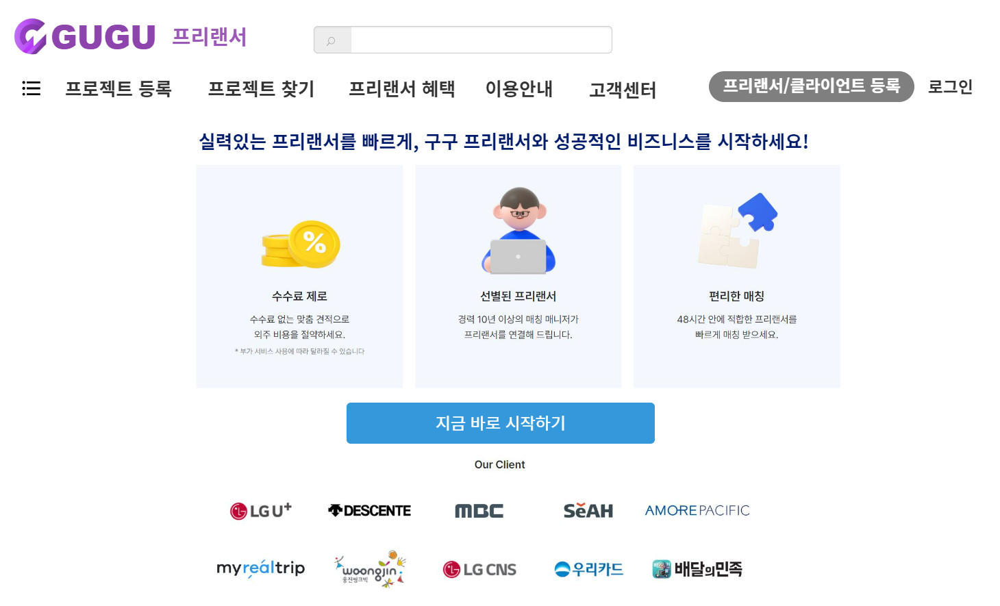 GUGU 프리랜서
프로젝트 등록 프로젝트 찾기 프리랜서 혜택 이용안내 고객센터 프리랜서/클라이언트 등록 로그인
실력있는 프리랜서를 빠르게, 구구 프리랜서와 성공적인 비즈니스를 시작하세요!
%
수수료 제로
수수료 없는 맞춤 견적으로
외주 비용을 절약하세요.
* 부가 서비스 사용에 따라 달라질 수 있습니다
선별된 프리랜서
경력 10년 이상의 매칭 매니저가
프리랜서를 연결해 드립니다.
편리한 매칭
48시간 안에 적합한 프리랜서를
빠르게 매칭 받으세요.
지금 바로 시작하기
Our Client
LG U+ DESCENTE MBC SeAH AMOREPACIFIC
myrealtrip woongjin LG CNS 우리카드 배달의민족
웅진씽크빅